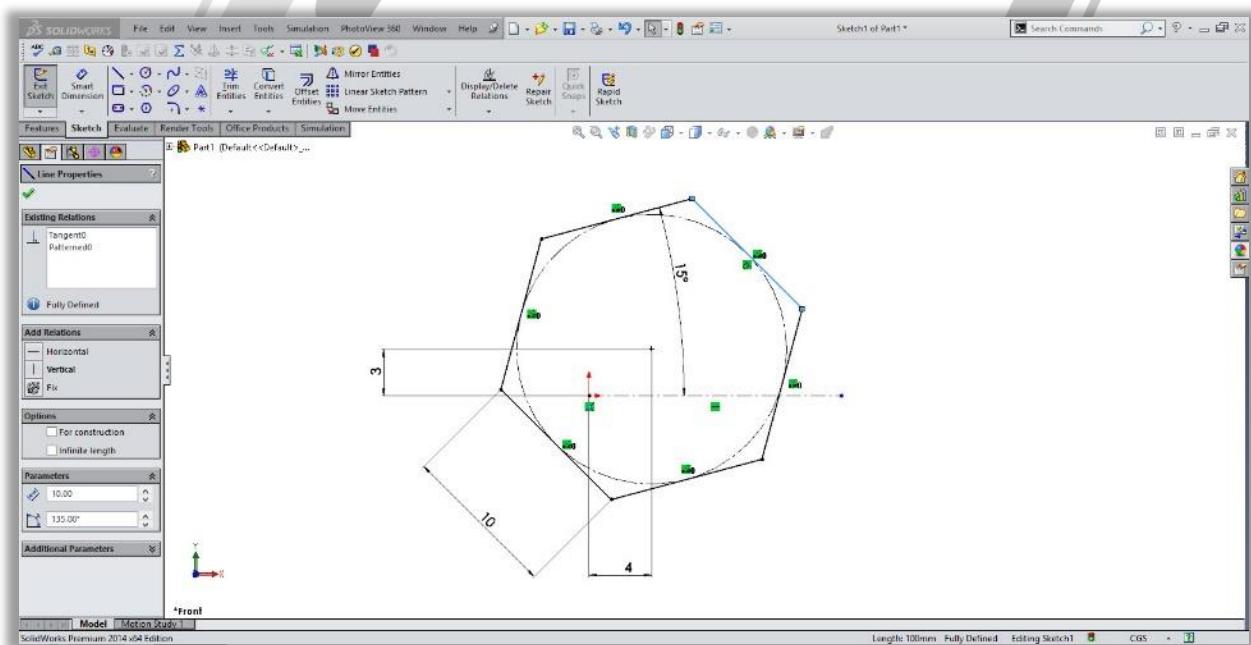 SOLIDWORKS File Edit View Insert Tools Simulation PhotoView 360 Window Help Sketch1 of Part1 * Search Commands
Exit Sketch
Smart Dimension
Trim Entities
Convert Entities
Offset Entities
Mirror Entities
Linear Sketch Pattern
Move Entities
Display/Delete Relations
Repair Sketch
Quick Snaps
Rapid Sketch
Features Sketch Evaluate Render Tools Office Products Simulation
Part1 (Default<<Default>_...
Line Properties ?
Existing Relations
Tangent0
Patterned0
Fully Defined
Add Relations
Horizontal
Vertical
Fix
Options
For construction
Infinite length
Parameters
10.00
135.00°
Additional Parameters
15°
3
10
4
Y
X
*Front
Model Motion Study 1
SolidWorks Premium 2014 x64 Edition Length: 100mm Fully Defined Editing Sketch1 CGS